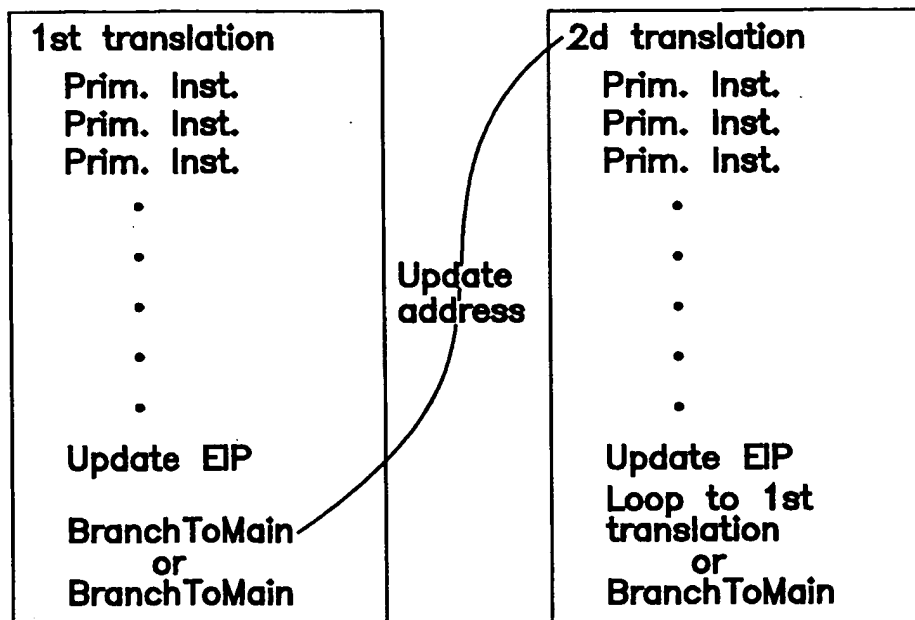 1st translation
Prim. Inst.
Prim. Inst.
Prim. Inst.
Update EIP
BranchToMain
or
BranchToMain
Update
address
2d translation
Prim. Inst.
Prim. Inst.
Prim. Inst.
Update EIP
Loop to 1st
translation
or
BranchToMain